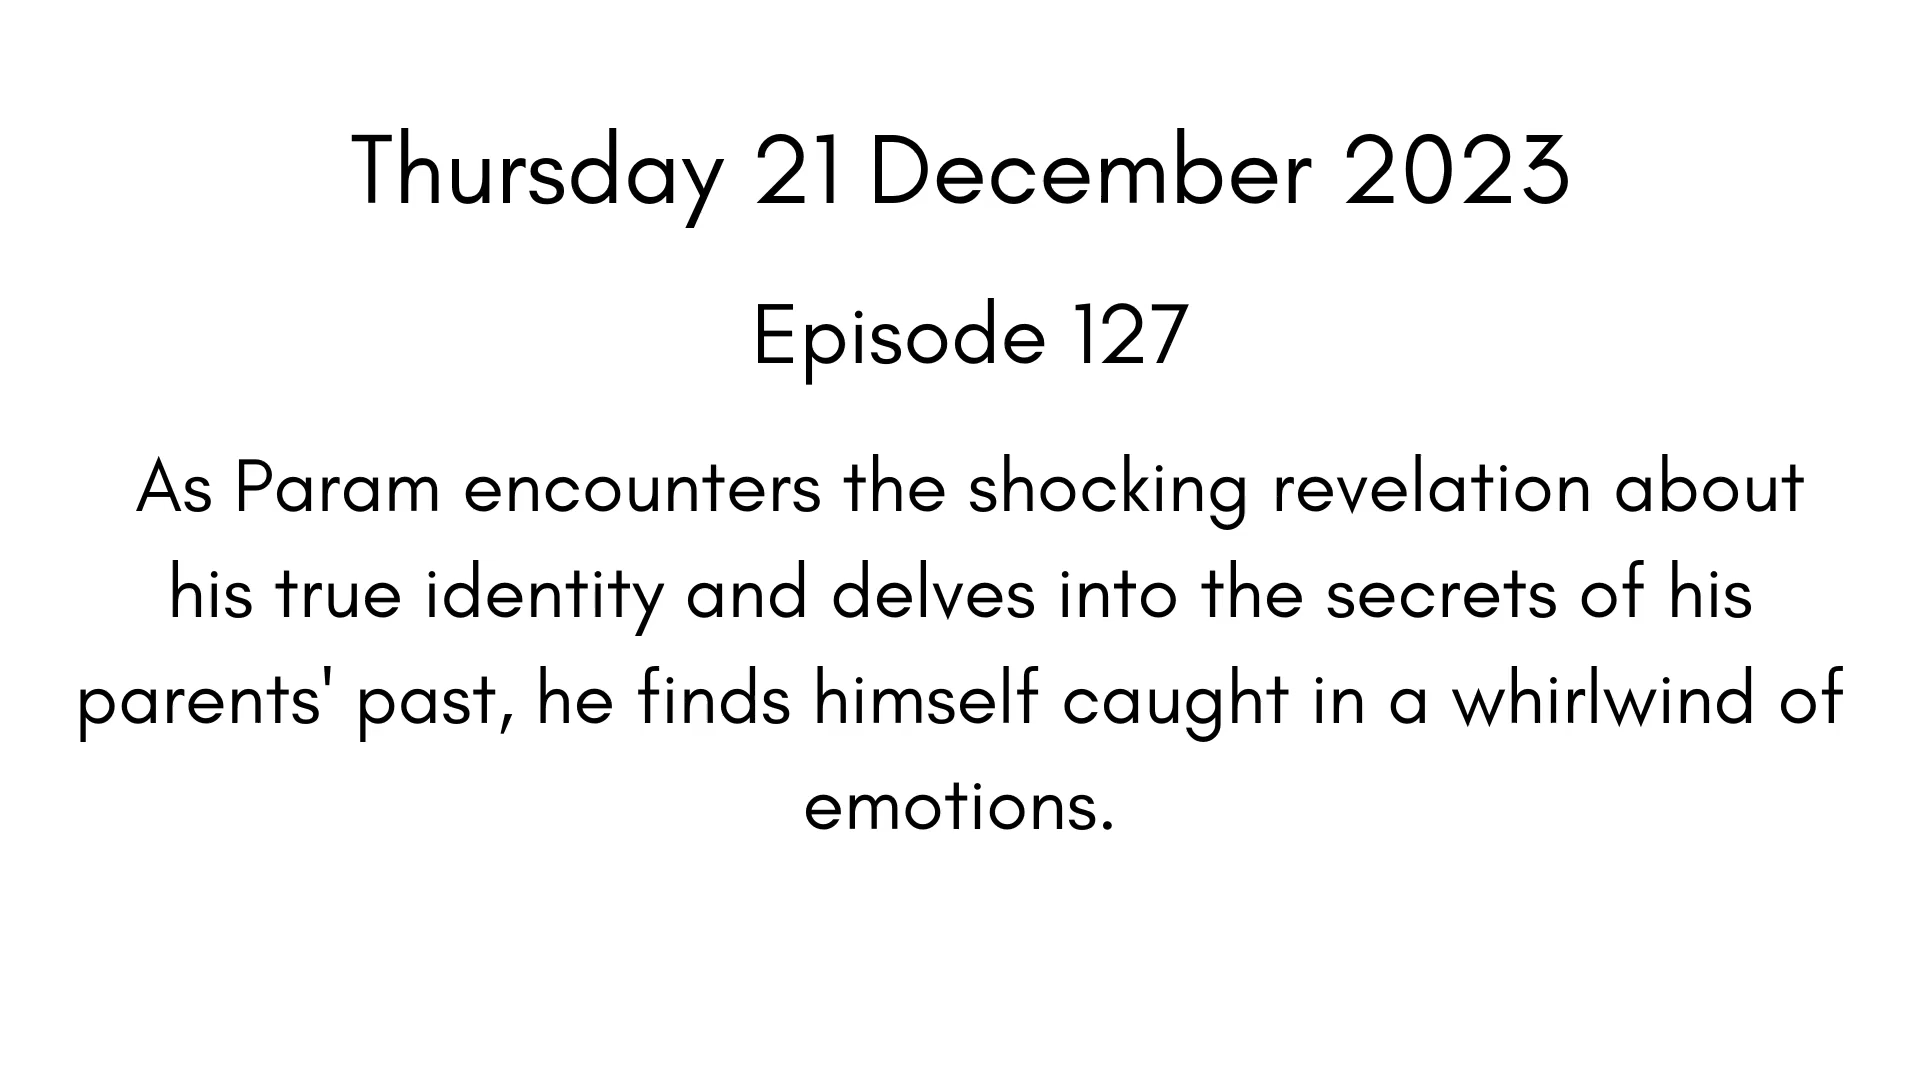 Thursday 21 December 2023
Episode 127
As Param encounters the shocking revelation about
his true identity and delves into the secrets of his
parents' past, he finds himself caught in a whirlwind of
emotions.